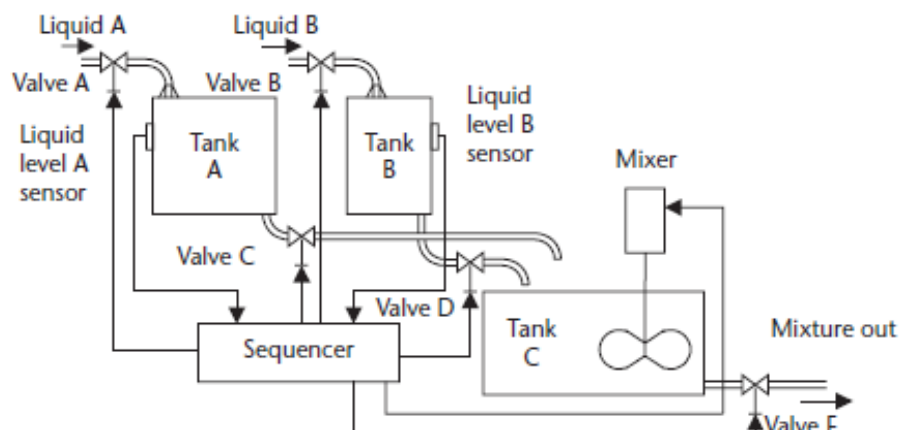 Liquid A
Liquid B
Valve A
Valve B
Liquid
level A
sensor
Tank
A
Tank
B
Liquid
level B
sensor
Mixer
Valve C
Valve D
Sequencer
Tank
C
Mixture out
Valve